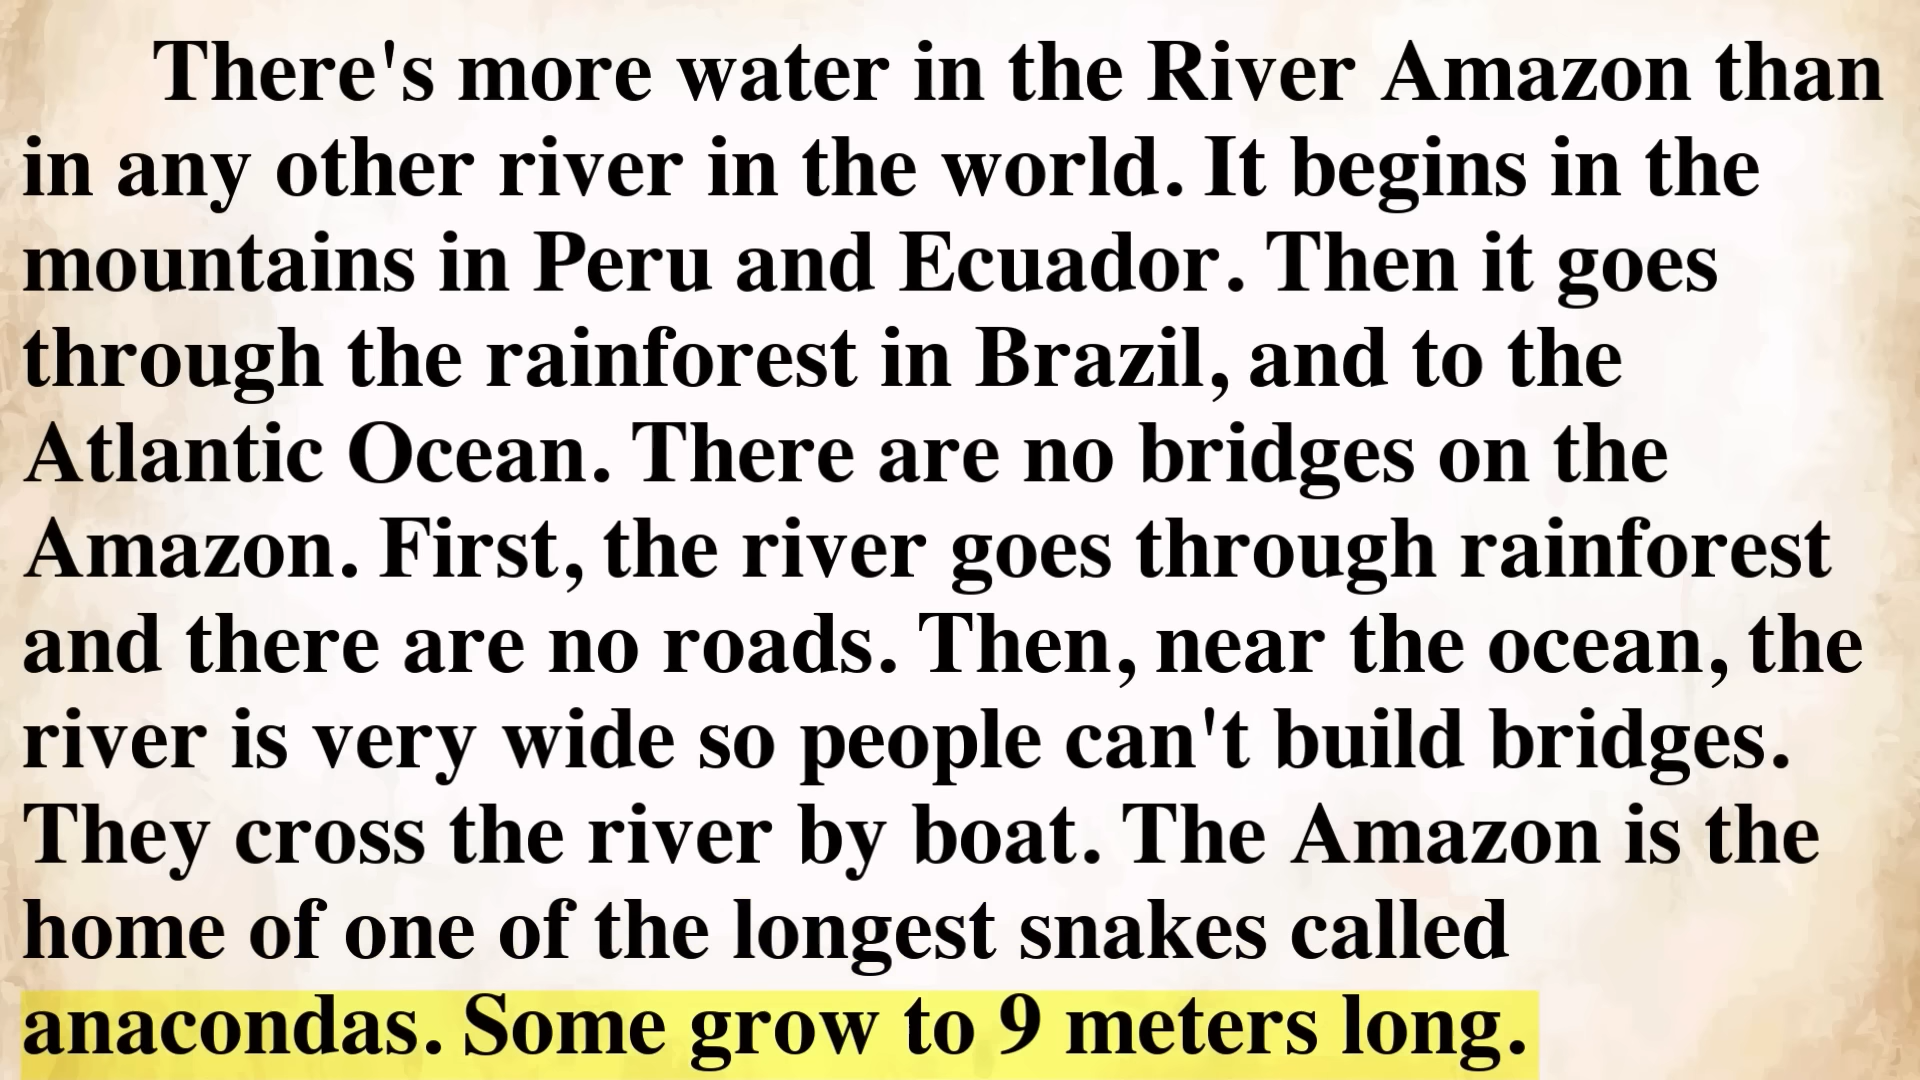 There's more water in the River Amazon than
in any other river in the world. It begins in the
mountains in Peru and Ecuador. Then it goes
through the rainforest in Brazil, and to the
Atlantic Ocean. There are no bridges on the
Amazon. First, the river goes through rainforest
and there are no roads. Then, near the ocean, the
river is very wide so people can't build bridges.
They cross the river by boat. The Amazon is the
home of one of the longest snakes called
anacondas. Some grow to 9 meters long.